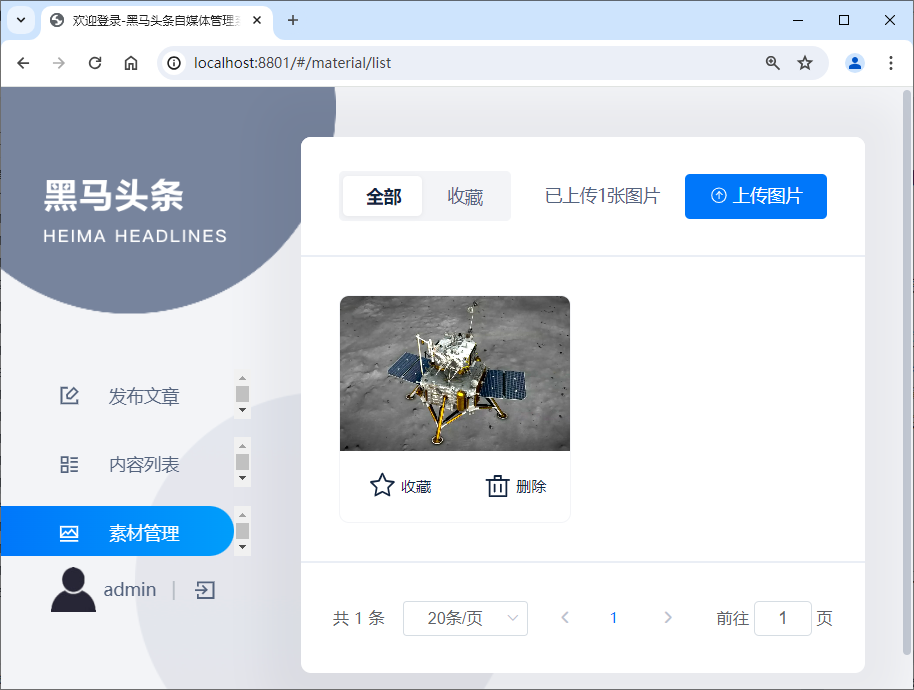 欢迎登录-黑马头条自媒体管理系
localhost:8801/#/material/list
黑马头条
HEIMA HEADLINES
全部 收藏 已上传1张图片 上传图片
发布文章
内容列表
素材管理
admin
收藏 删除
共 1 条 20条/页 1 前往 1 页